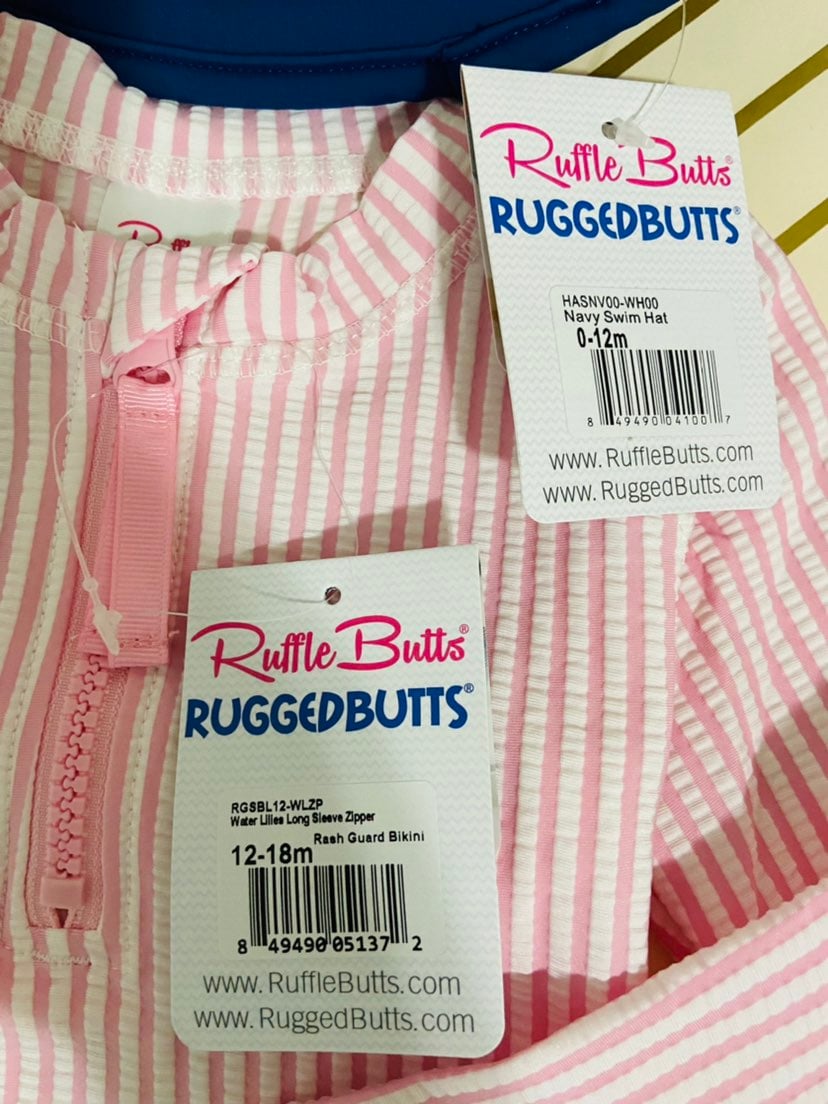 Ruffle Butts®
RUGGEDBUTTS®
HASNV00-WH00
Navy Swim Hat
0-12m
8 49490 04100 7
www.RuffleButts.com
www.RuggedButts.com
Ruffle Butts®
RUGGEDBUTTS®
RGSBL12-WLZP
Water Lilies Long Sleeve Zipper
Rash Guard Bikini
12-18m
8 49490 05137 2
www.RuffleButts.com
www.RuggedButts.com